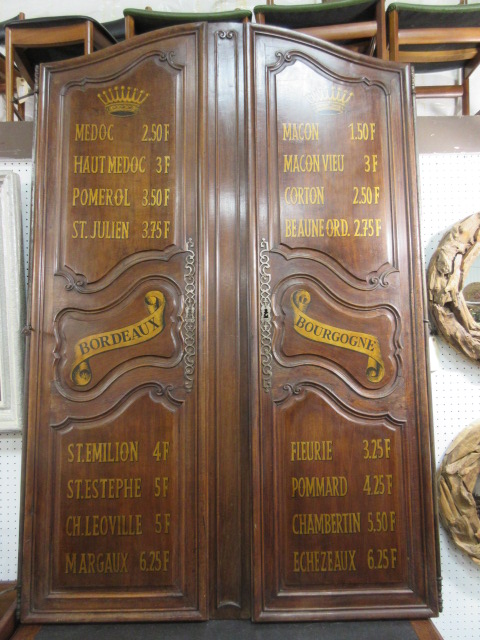 MEDOC 2.50 F
HAUT MEDOC 3 F
POMEROL 3.50 F
ST. JULIEN 3.75 F
BORDEAUX
ST. EMILION 4 F
ST. ESTEPHE 5 F
CH. LEOVILLE 5 F
MARGAUX 6.25 F
MACON 1.50 F
MACON VIEU 3 F
CORTON 2.50 F
BEAUNE ORD. 2.75 F
BOURGOGNE
FLEURIE 3.25 F
POMMARD 4.25 F
CHAMBERTIN 5.50 F
ECHEZEAUX 6.25 F